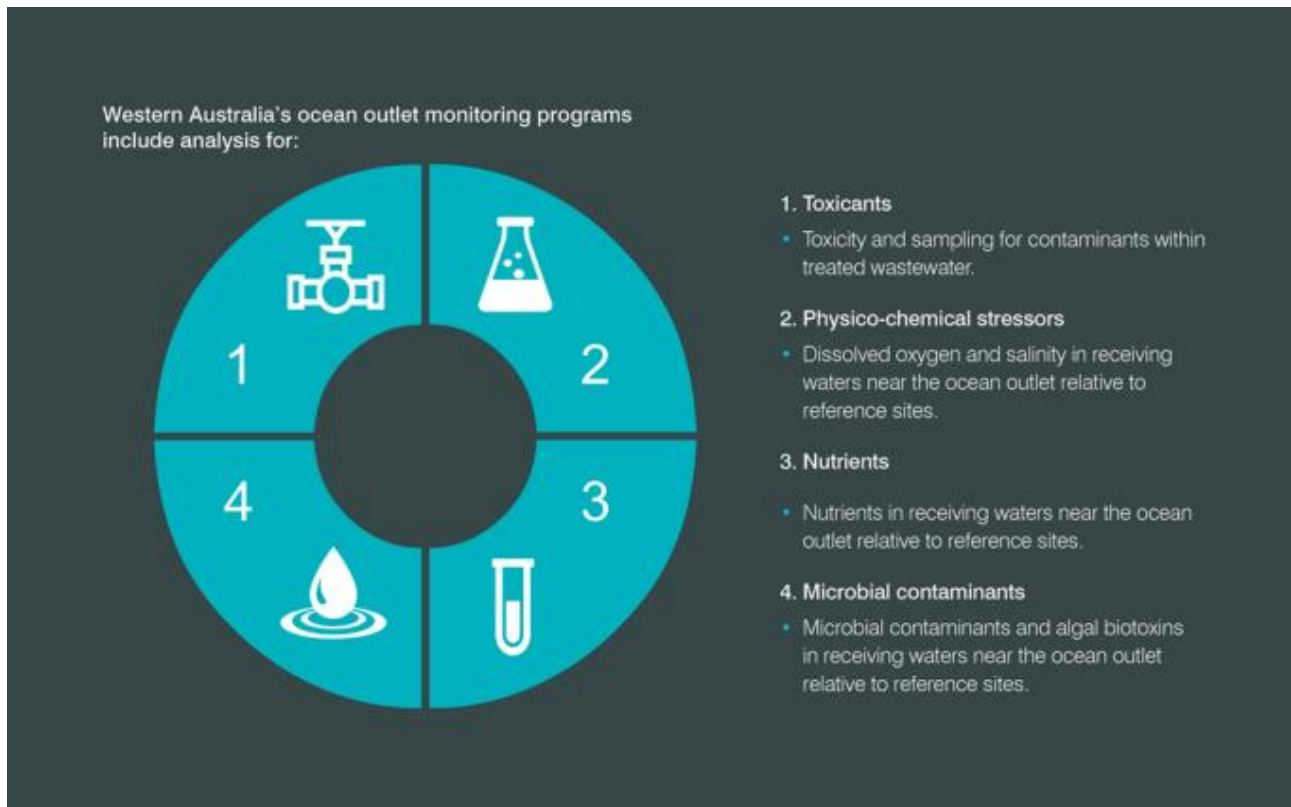 Western Australia's ocean outlet monitoring programs
include analysis for:
1
2
4
3
1. Toxicants
• Toxicity and sampling for contaminants within
treated wastewater.
2. Physico-chemical stressors
• Dissolved oxygen and salinity in receiving
waters near the ocean outlet relative to
reference sites.
3. Nutrients
• Nutrients in receiving waters near the ocean
outlet relative to reference sites.
4. Microbial contaminants
• Microbial contaminants and algal biotoxins
in receiving waters near the ocean outlet
relative to reference sites.